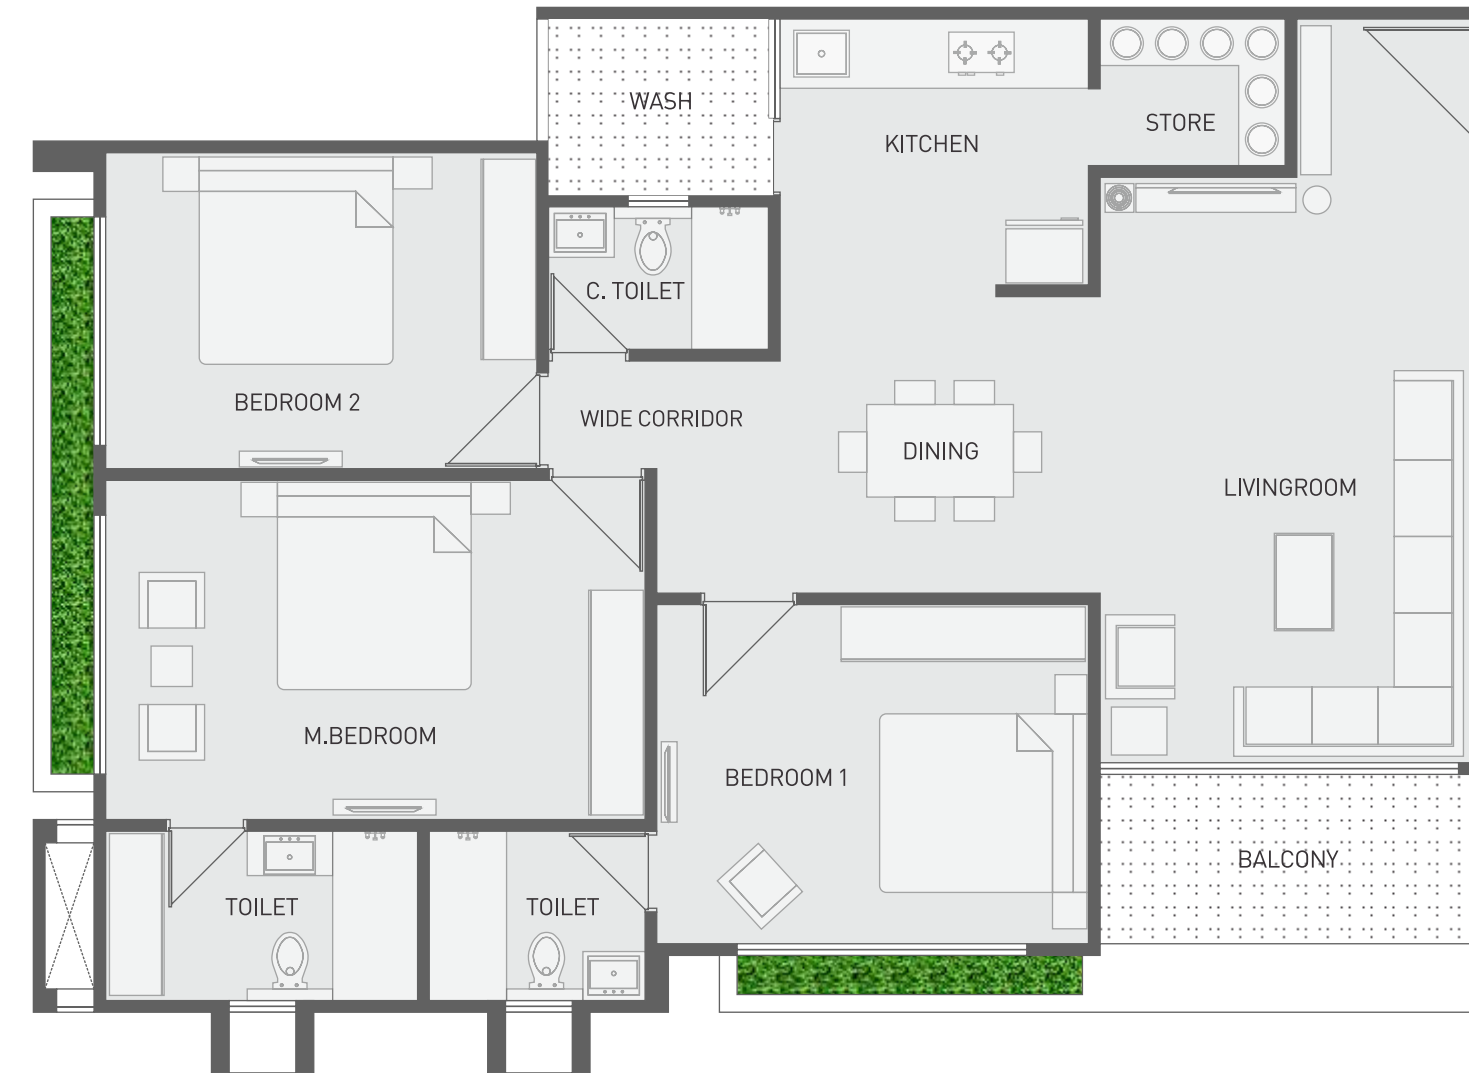 WASH
STORE
KITCHEN
C. TOILET
BEDROOM 2
WIDE CORRIDOR
DINING
LIVINGROOM
M.BEDROOM
BEDROOM 1
BALCONY
TOILET
TOILET